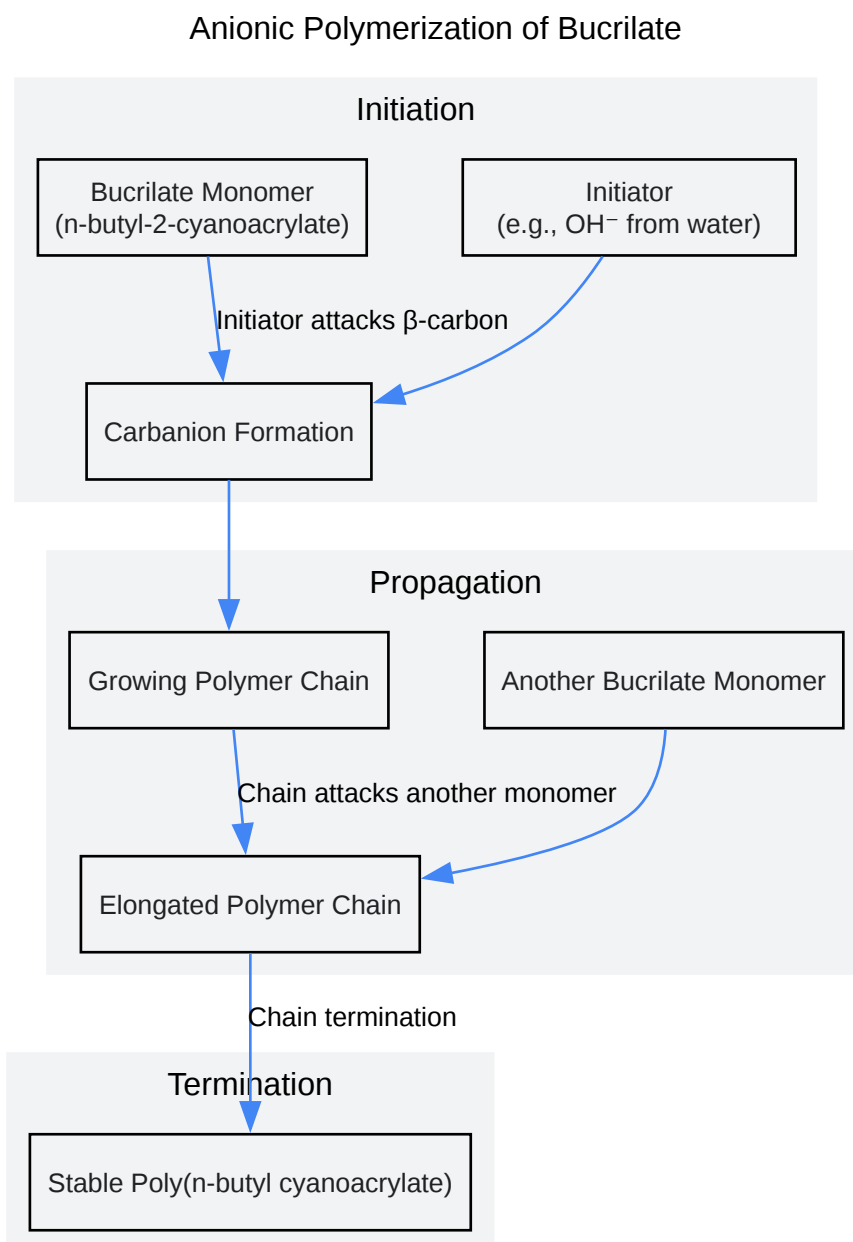 Anionic Polymerization of Bucrilate
Initiation
Bucrilate Monomer
(n-butyl-2-cyanoacrylate)
Initiator
(e.g., OH⁻ from water)
Initiator attacks β-carbon
Carbanion Formation
Propagation
Growing Polymer Chain
Another Bucrilate Monomer
Chain attacks another monomer
Elongated Polymer Chain
Chain termination
Termination
Stable Poly(n-butyl cyanoacrylate)